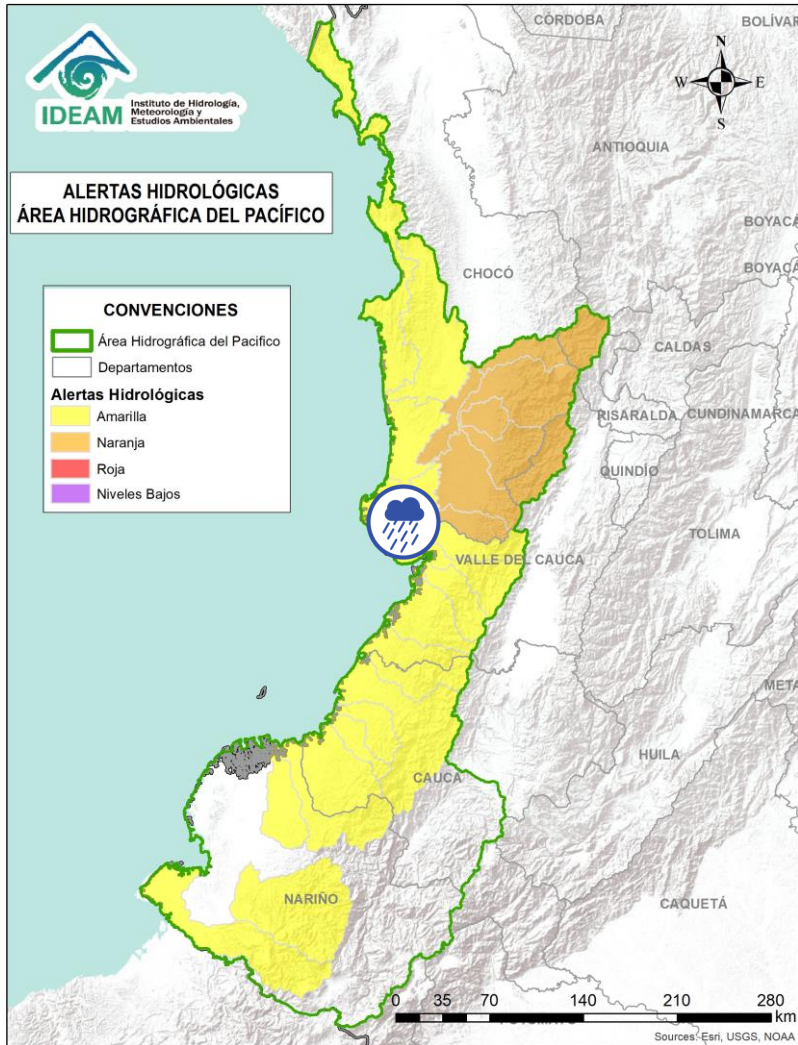 CÓRDOBA
BOLÍVAR
N
W
E
S
IDEAM
Instituto de Hidrología,
Meteorología y
Estudios Ambientales
ANTIOQUIA
ALERTAS HIDROLÓGICAS
ÁREA HIDROGRÁFICA DEL PACÍFICO
BOYACÁ
CHOCÓ
BOYACÁ
CONVENCIONES
Área Hidrográfica del Pacifico
Departamentos
Alertas Hidrológicas
Amarilla
Naranja
Roja
Niveles Bajos
CALDAS
RISARALDA
CUNDINAMARCA
QUINDÍO
TOLIMA
VALLE DEL CAUCA
META
HUILA
CAUCA
NARIÑO
CAQUETÁ
0 35 70 140 210 280
km
Sources: Esri, USGS, NOAA